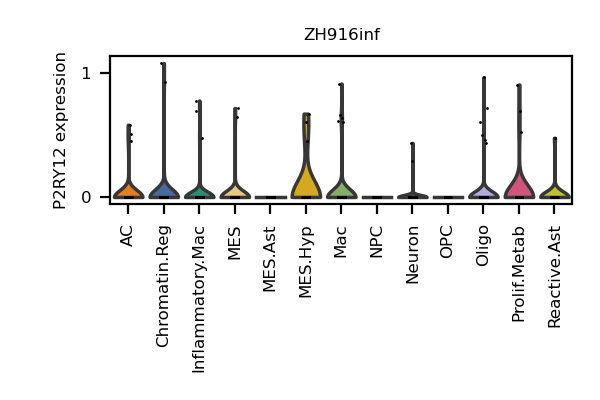 ZH916inf
P2RY12 expression
1
0
AC
Chromatin.Reg
Inflammatory.Mac
MES
MES.Ast
MES.Hyp
Mac
NPC
Neuron
OPC
Oligo
Prolif.Metab
Reactive.Ast